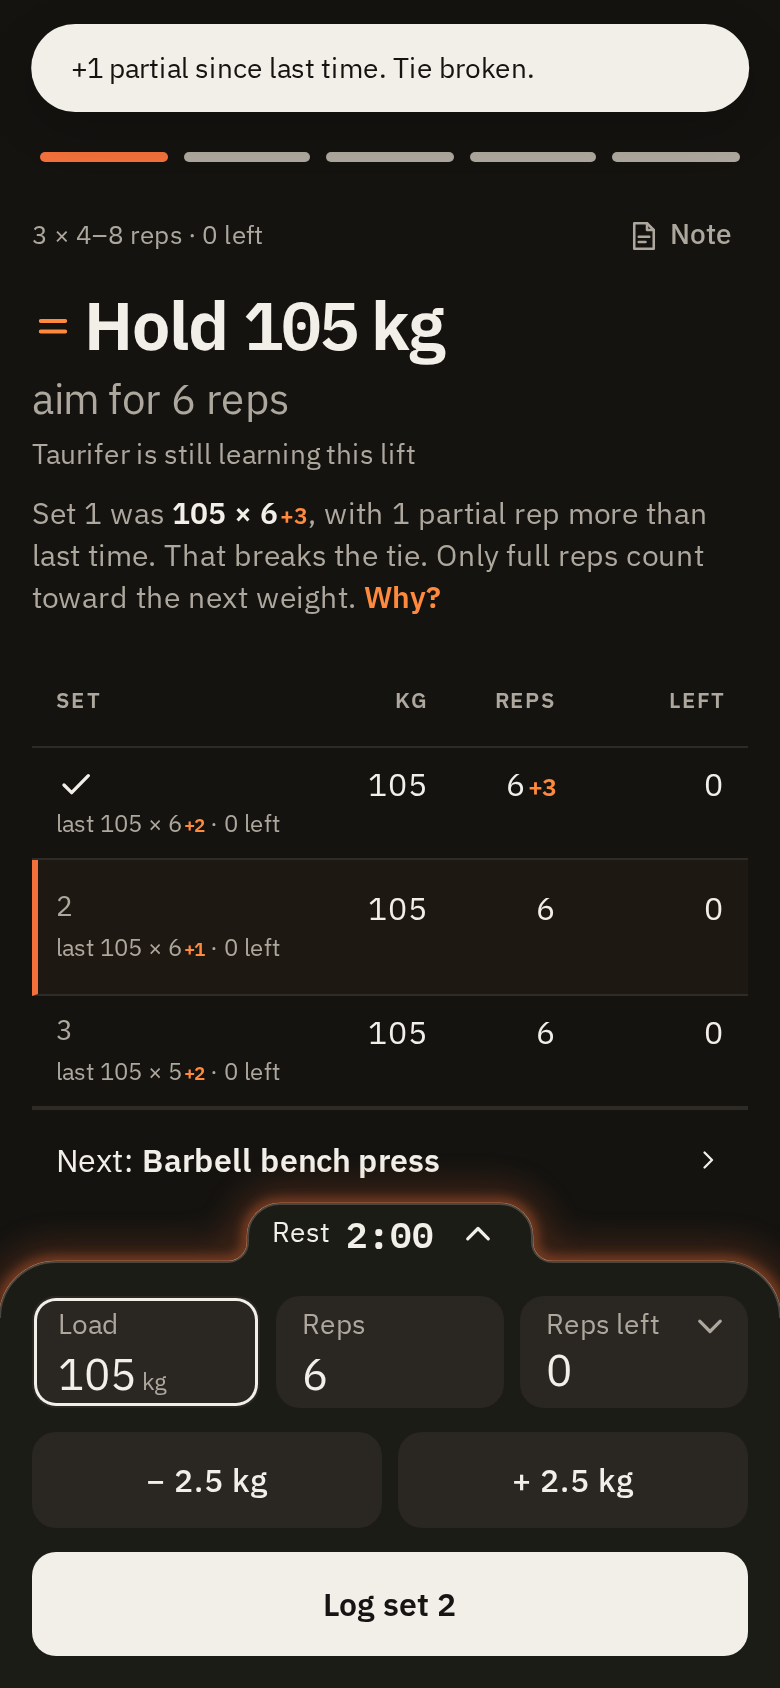 +1 partial since last time. Tie broken.
3 × 4–8 reps · 0 left
Note
= Hold 105 kg
aim for 6 reps
Taurifer is still learning this lift
Set 1 was 105 × 6+3, with 1 partial rep more than
last time. That breaks the tie. Only full reps count
toward the next weight. Why?
SET KG REPS LEFT
105 6+3 0
last 105 × 6+2 · 0 left
2 105 6 0
last 105 × 6+1 · 0 left
3 105 6 0
last 105 × 5+2 · 0 left
Next: Barbell bench press
Rest 2:00
Load Reps Reps left
105 kg 6 0
− 2.5 kg + 2.5 kg
Log set 2